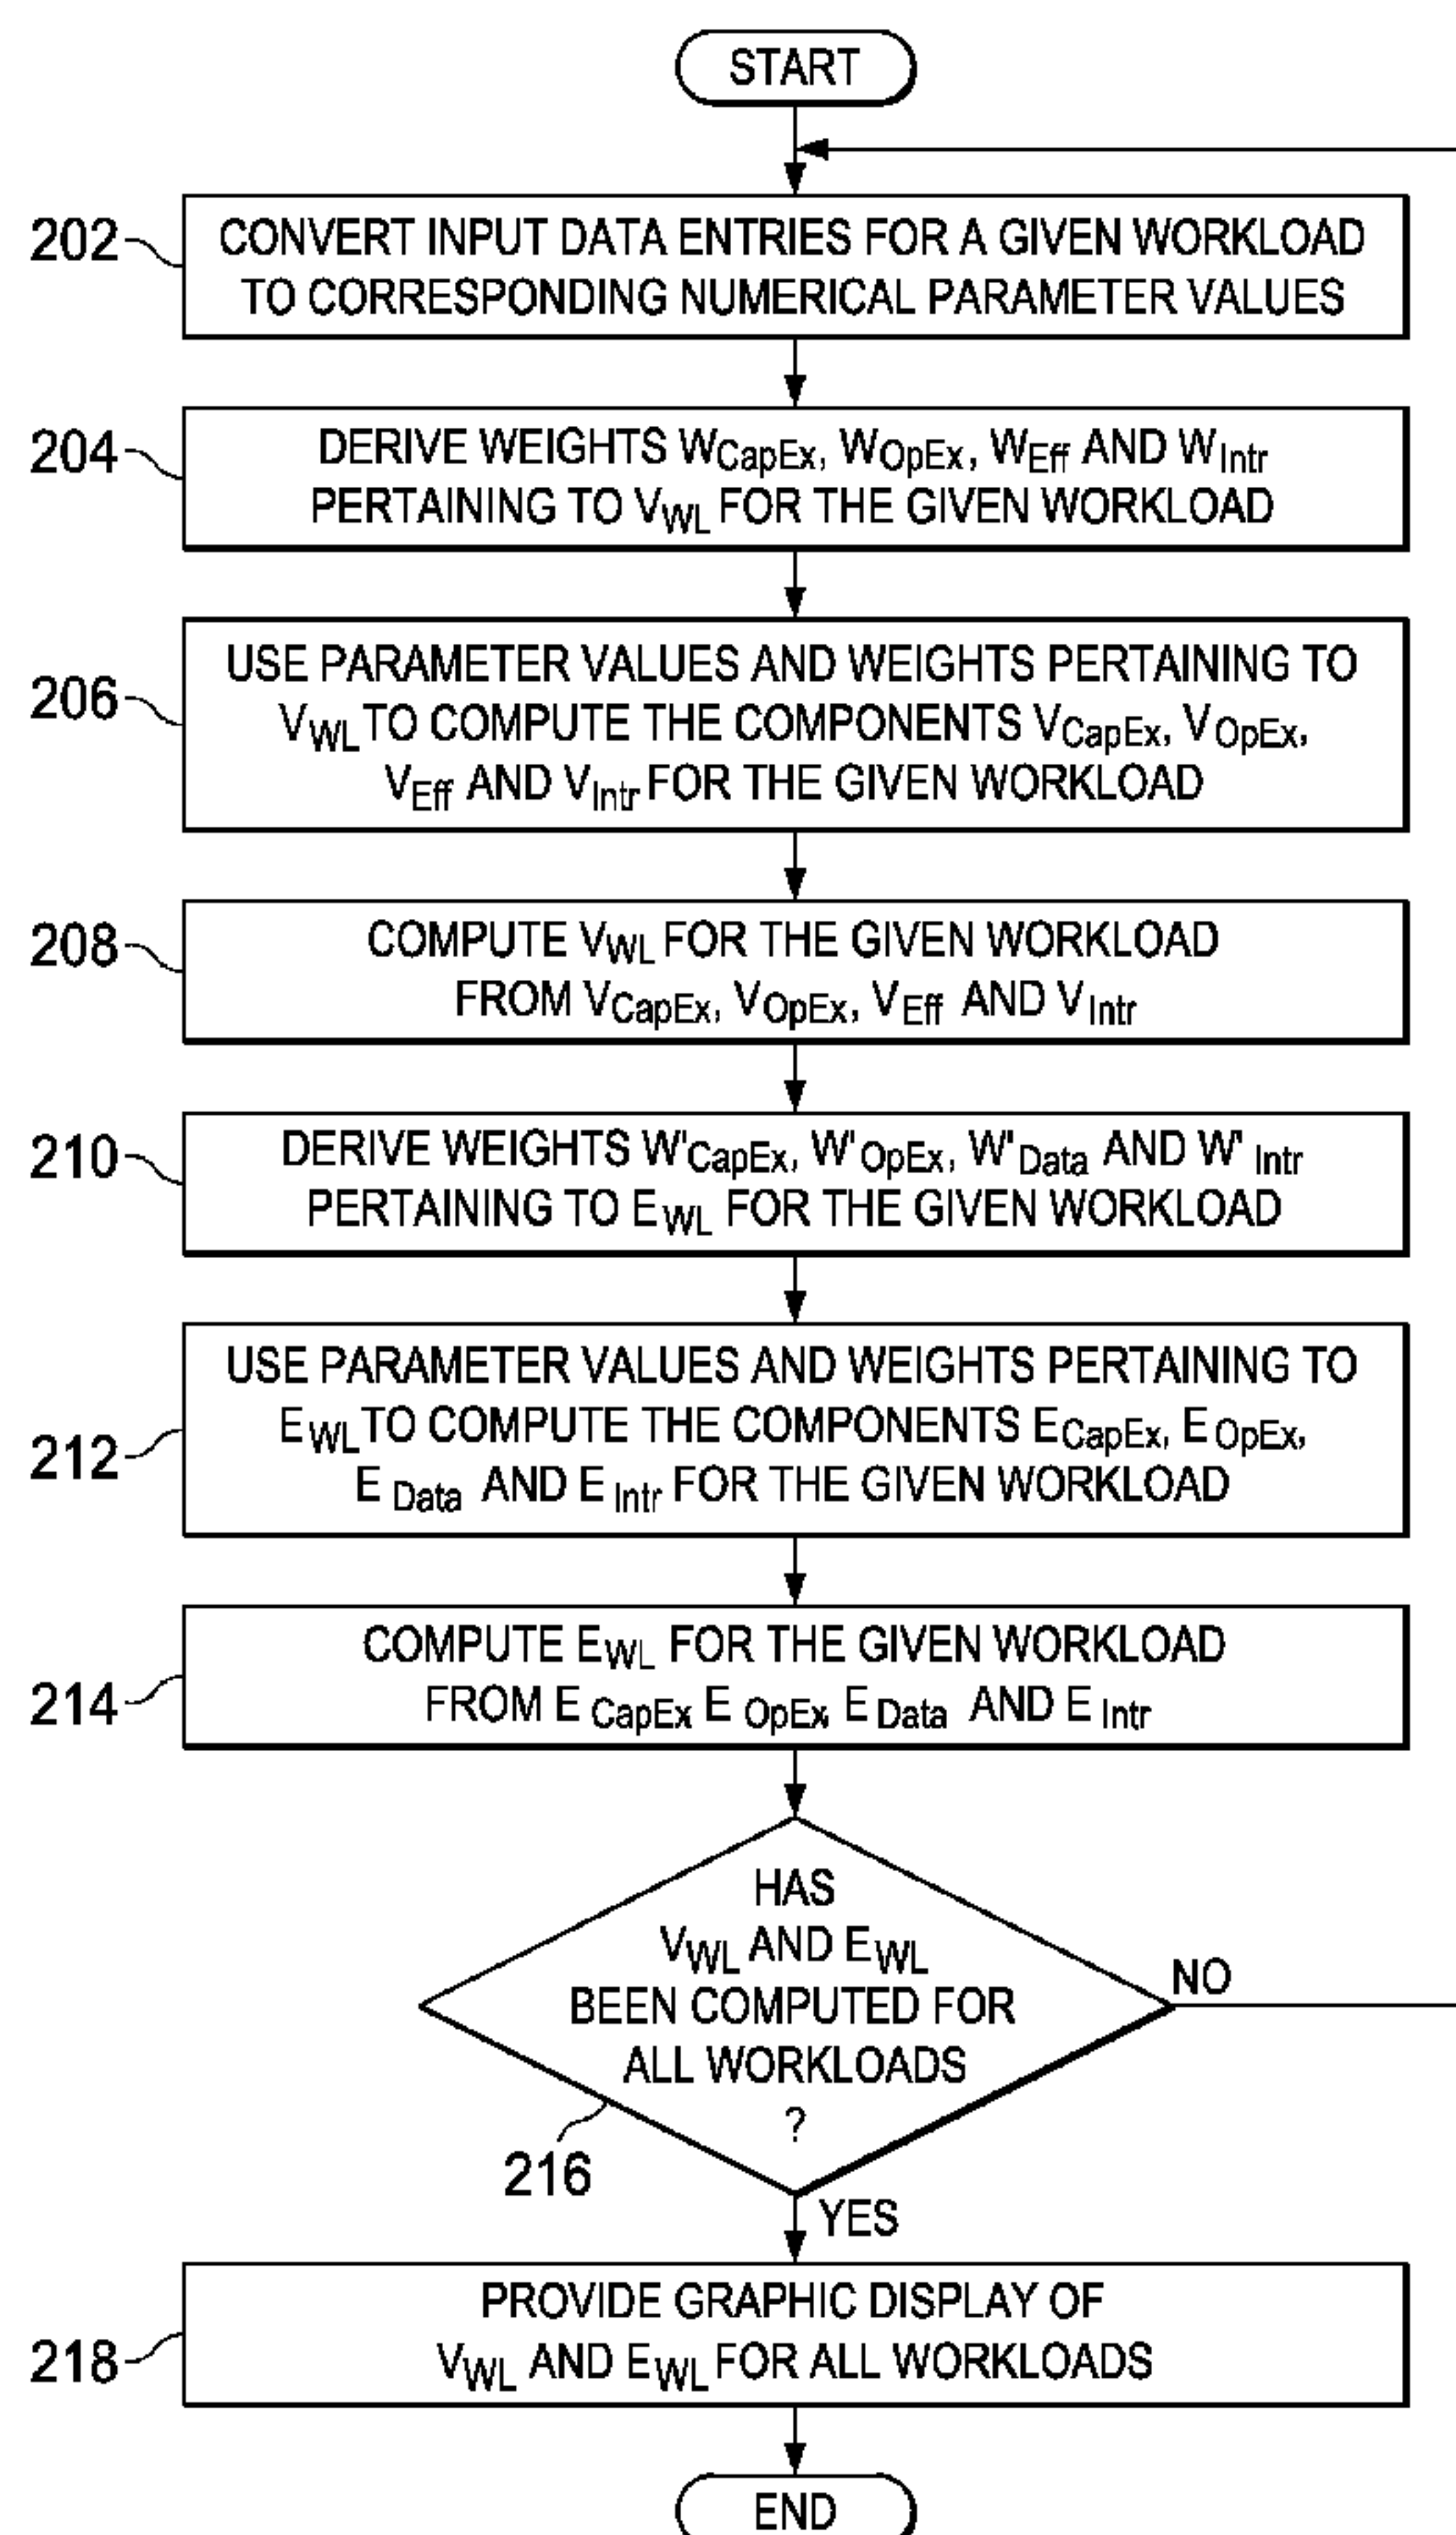 START
202
CONVERT INPUT DATA ENTRIES FOR A GIVEN WORKLOAD
TO CORRESPONDING NUMERICAL PARAMETER VALUES
204
DERIVE WEIGHTS WCapEx, WOpEx, WEff AND WIntr
PERTAINING TO VWL FOR THE GIVEN WORKLOAD
206
USE PARAMETER VALUES AND WEIGHTS PERTAINING TO
VWL TO COMPUTE THE COMPONENTS VCapEx, VOpEx,
VEff AND VIntr FOR THE GIVEN WORKLOAD
208
COMPUTE VWL FOR THE GIVEN WORKLOAD
FROM VCapEx, VOpEx, VEff AND VIntr
210
DERIVE WEIGHTS W'CapEx, W'OpEx, W'Data AND W'Intr
PERTAINING TO EWL FOR THE GIVEN WORKLOAD
212
USE PARAMETER VALUES AND WEIGHTS PERTAINING TO
EWL TO COMPUTE THE COMPONENTS ECapEx, EOpEx,
EData AND EIntr FOR THE GIVEN WORKLOAD
214
COMPUTE EWL FOR THE GIVEN WORKLOAD
FROM ECapEx EOpEx EData AND EIntr
HAS
VWL AND EWL
BEEN COMPUTED FOR
ALL WORKLOADS
?
NO
216
YES
218
PROVIDE GRAPHIC DISPLAY OF
VWL AND EWL FOR ALL WORKLOADS
END